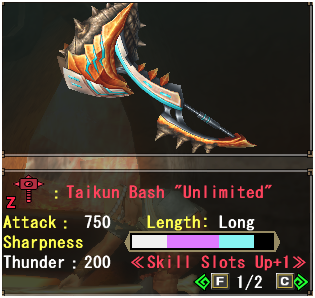 Z : Taikun Bash "Unlimited"
Attack : 750 Length: Long
Sharpness
Thunder : 200 ≪Skill Slots Up+1≫
F 1/2 C